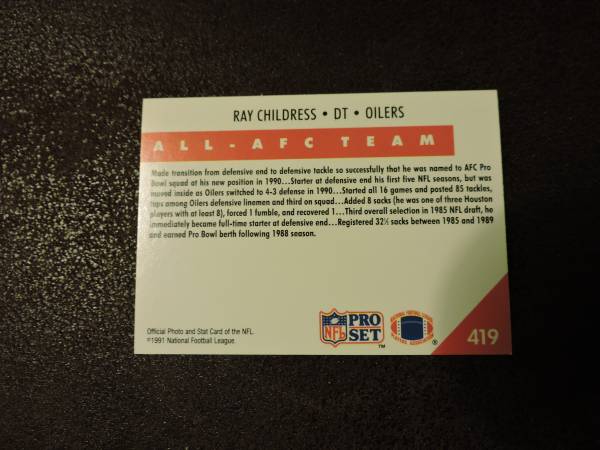 RAY CHILDRESS • DT • OILERS
ALL-AFC TEAM
Made transition from defensive end to defensive tackle so successfully that he was named to AFC Pro
Bowl squad at his new position in 1990...Starter at defensive end his first five NFL seasons, but was
moved inside as Oilers switched to 4-3 defense in 1990...Started all 16 games and posted 85 tackles,
tops among Oilers defensive linemen and third on squad...Added 8 sacks (he was one of three Houston
players with at least 8), forced 1 fumble, and recovered 1...Third overall selection in 1985 NFL draft, he
immediately became full-time starter at defensive end...Registered 32½ sacks between 1985 and 1989
and earned Pro Bowl berth following 1988 season.
Official Photo and Stat Card of the NFL.
©1991 National Football League.
NFL
PRO
SET
™
NATIONAL FOOTBALL LEAGUE
PLAYERS ASSOCIATION
®
419